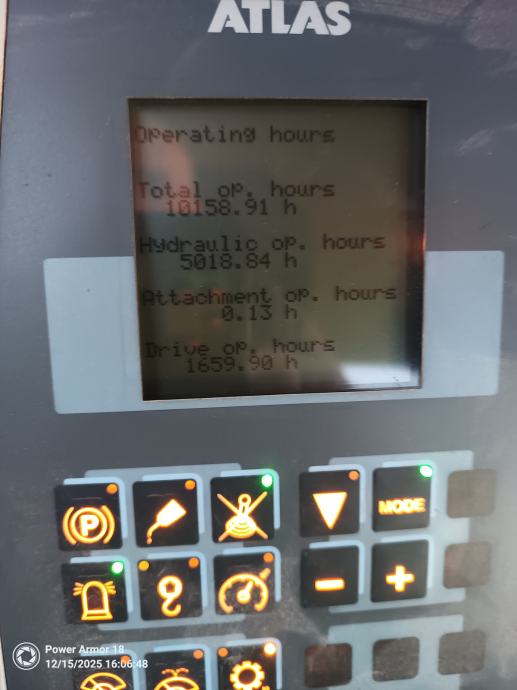 ATLAS
Operating hours
Total op. hours
10158.91 h
Hydraulic op. hours
5018.84 h
Attachment op. hours
0.13 h
Drive op. hours
1659.90 h
P
MODE
Power Armor 18
12/15/2025 16:06:48